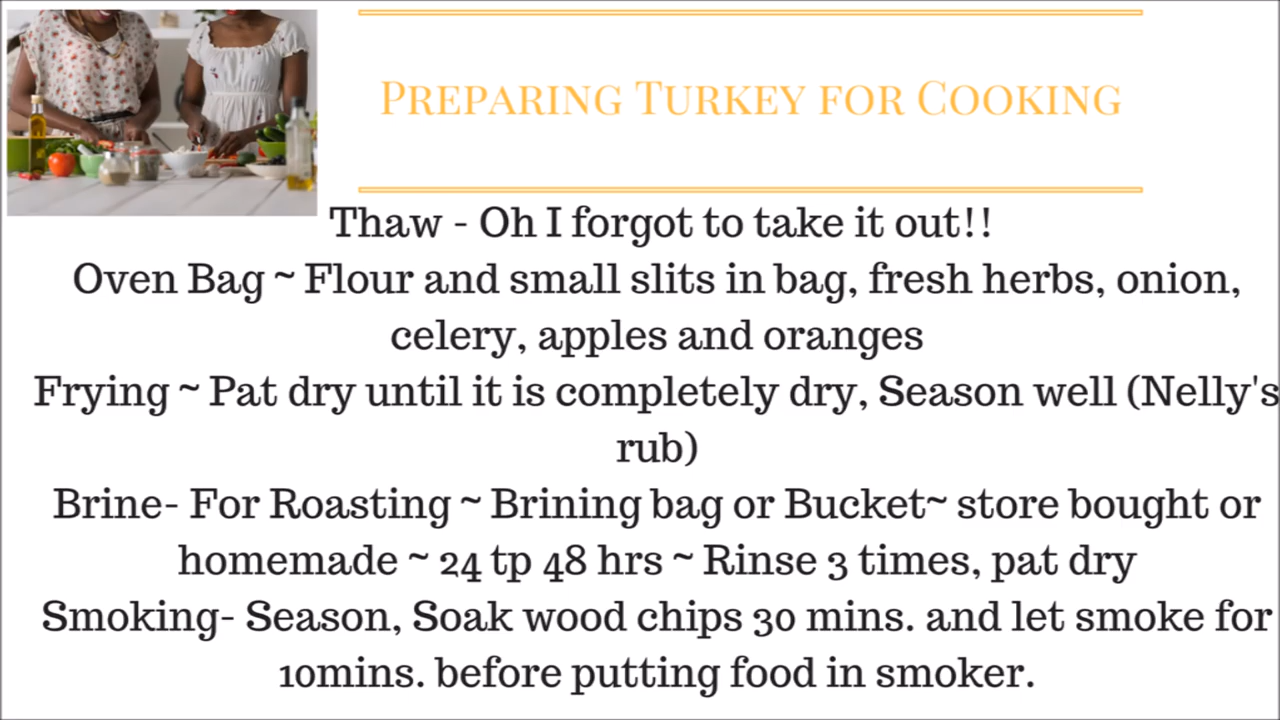 Preparing Turkey for Cooking
Thaw - Oh I forgot to take it out!!
Oven Bag ~ Flour and small slits in bag, fresh herbs, onion,
celery, apples and oranges
Frying ~ Pat dry until it is completely dry, Season well (Nelly's
rub)
Brine- For Roasting ~ Brining bag or Bucket~ store bought or
homemade ~ 24 tp 48 hrs ~ Rinse 3 times, pat dry
Smoking- Season, Soak wood chips 30 mins. and let smoke for
10mins. before putting food in smoker.